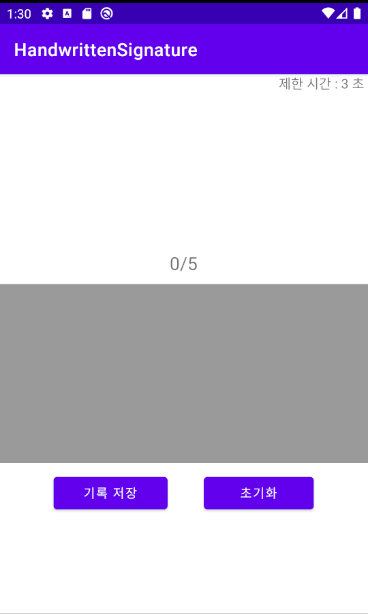 1:30
HandwrittenSignature
제한 시간 : 3 초
0/5
기록 저장
초기화